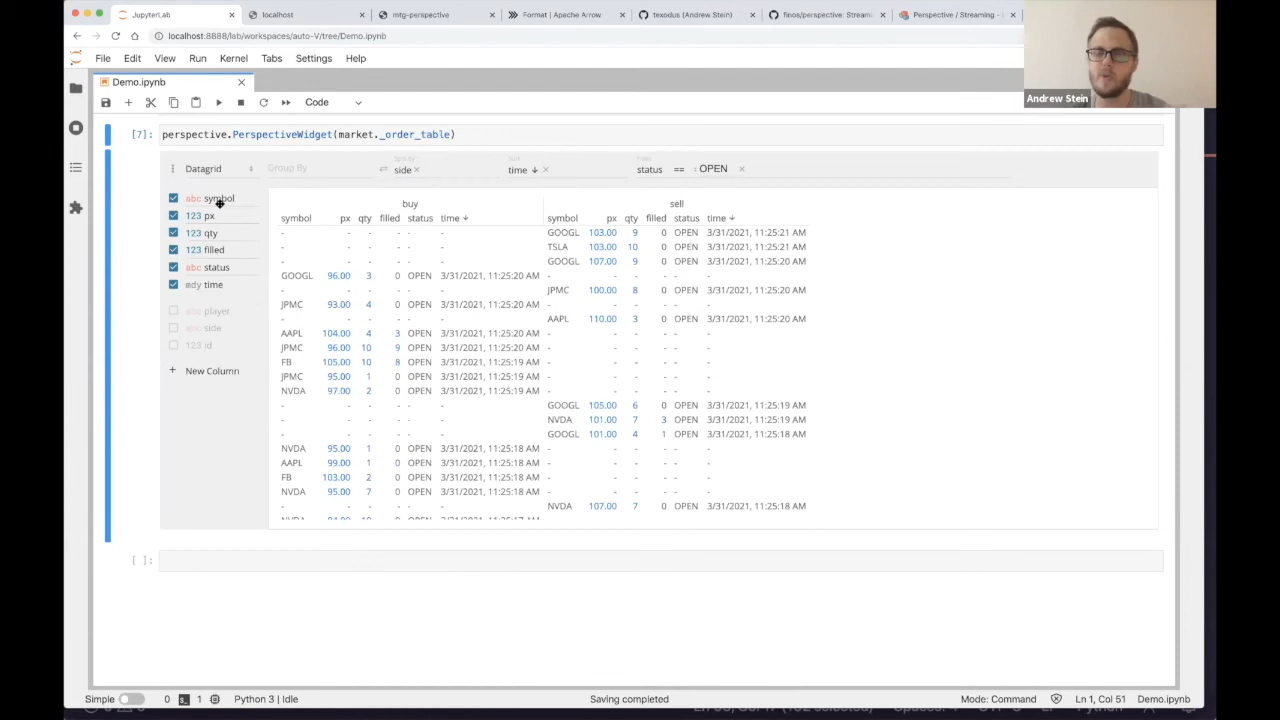 JupyterLab
localhost
mtg-perspective
Format | Apache Arrow
texodus (Andrew Stein)
finos/perspective: Streami
Perspective / Streaming -
localhost:8888/lab/workspaces/auto-V/tree/Demo.ipynb
File Edit View Run Kernel Tabs Settings Help
Andrew Stein
Demo.ipynb
Code
[7]: perspective.PerspectiveWidget(market._order_table)
Datagrid Group By side time status == OPEN
abc symbol
123 px
123 qty
123 filled
abc status
mdy time
abc player
abc side
123 id
New Column
buy sell
symbol px qty filled status time symbol px qty filled status time
- - - - - - GOOGL 103.00 9 0 OPEN 3/31/2021, 11:25:21 AM
- - - - - - TSLA 103.00 10 0 OPEN 3/31/2021, 11:25:21 AM
- - - - - - GOOGL 107.00 9 0 OPEN 3/31/2021, 11:25:20 AM
GOOGL 96.00 3 0 OPEN 3/31/2021, 11:25:20 AM - - - - - -
- - - - - - JPMC 100.00 8 0 OPEN 3/31/2021, 11:25:20 AM
JPMC 93.00 4 0 OPEN 3/31/2021, 11:25:20 AM - - - - - -
- - - - - - AAPL 110.00 3 0 OPEN 3/31/2021, 11:25:20 AM
AAPL 104.00 4 3 OPEN 3/31/2021, 11:25:20 AM - - - - - -
JPMC 96.00 10 9 OPEN 3/31/2021, 11:25:20 AM - - - - - -
FB 105.00 10 8 OPEN 3/31/2021, 11:25:19 AM - - - - - -
JPMC 95.00 1 0 OPEN 3/31/2021, 11:25:19 AM - - - - - -
NVDA 97.00 2 0 OPEN 3/31/2021, 11:25:19 AM - - - - - -
- - - - - - GOOGL 105.00 6 0 OPEN 3/31/2021, 11:25:19 AM
- - - - - - NVDA 101.00 7 3 OPEN 3/31/2021, 11:25:19 AM
- - - - - - GOOGL 101.00 4 1 OPEN 3/31/2021, 11:25:18 AM
NVDA 95.00 1 0 OPEN 3/31/2021, 11:25:18 AM - - - - - -
AAPL 99.00 1 0 OPEN 3/31/2021, 11:25:18 AM - - - - - -
FB 103.00 2 0 OPEN 3/31/2021, 11:25:18 AM - - - - - -
NVDA 95.00 7 0 OPEN 3/31/2021, 11:25:18 AM - - - - - -
- - - - - - NVDA 107.00 7 0 OPEN 3/31/2021, 11:25:18 AM
[ ]:
Simple 0 1 Python 3 | Idle Saving completed Mode: Command Ln 1, Col 51 Demo.ipynb